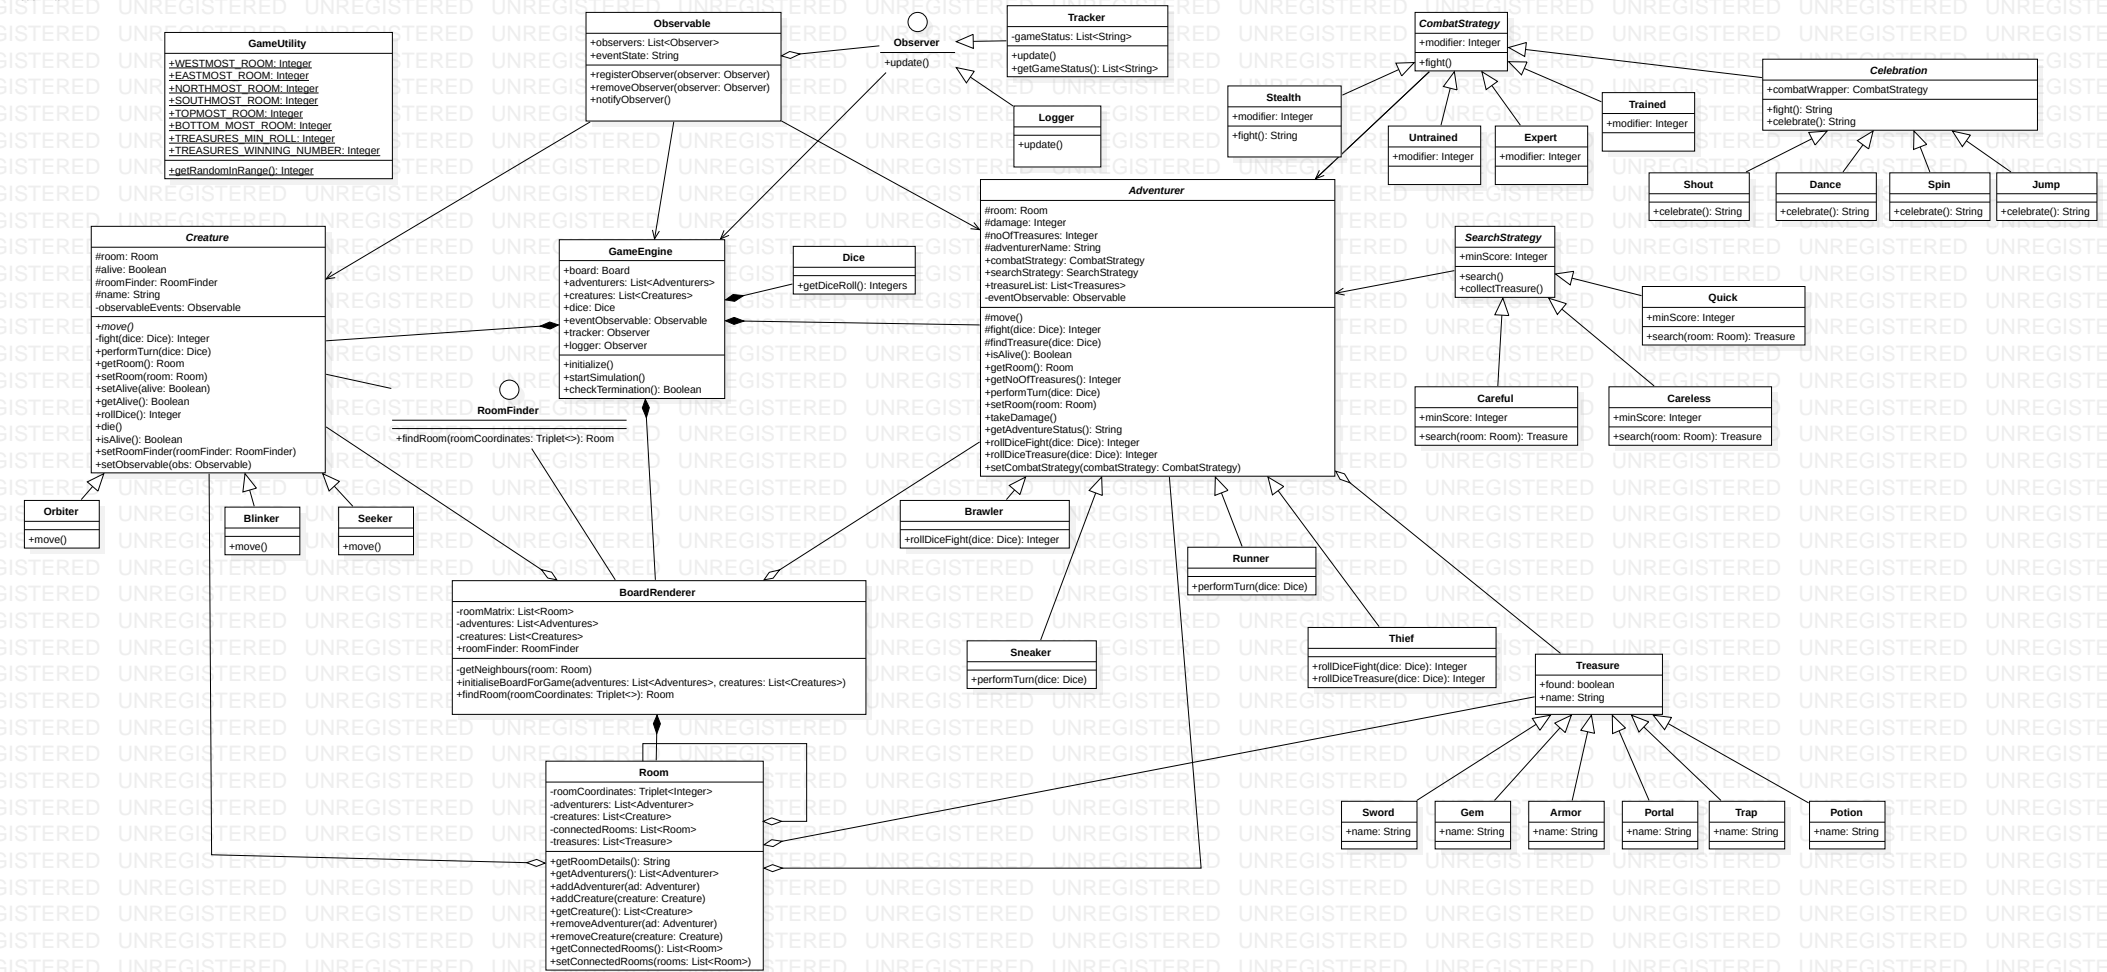 GameUtility
+WESTMOST_ROOM: Integer
+EASTMOST_ROOM: Integer
+NORTHMOST_ROOM: Integer
+SOUTHMOST_ROOM: Integer
+TOPMOST_ROOM: Integer
+BOTTOM_MOST_ROOM: Integer
+TREASURES_MIN_ROLL: Integer
+TREASURES_WINNING_NUMBER: Integer
+getRandomInRange(): Integer
Observable
+observers: List<Observer>
+eventState: String
+registerObserver(observer: Observer)
+removeObserver(observer: Observer)
+notifyObserver()
Observer
+update()
Tracker
-gameStatus: List<String>
+update()
+getGameStatus(): List<String>
Logger
+update()
CombatStrategy
+modifier: Integer
+fight()
Stealth
+modifier: Integer
+fight(): String
Untrained
+modifier: Integer
Expert
+modifier: Integer
Trained
+modifier: Integer
Celebration
+combatWrapper: CombatStrategy
+fight(): String
+celebrate(): String
Shout
+celebrate(): String
Dance
+celebrate(): String
Spin
+celebrate(): String
Jump
+celebrate(): String
Creature
#room: Room
#alive: Boolean
#roomFinder: RoomFinder
#name: String
-observableEvents: Observable
+move()
-fight(dice: Dice): Integer
+performTurn(dice: Dice)
+getRoom(): Room
+setRoom(room: Room)
+setAlive(alive: Boolean)
+getAlive(): Boolean
+rollDice(): Integer
+die()
+isAlive(): Boolean
+setRoomFinder(roomFinder: RoomFinder)
+setObservable(obs: Observable)
Orbiter
+move()
Blinker
+move()
Seeker
+move()
GameEngine
+board: Board
+adventurers: List<Adventurers>
+creatures: List<Creatures>
+dice: Dice
+eventObservable: Observable
+tracker: Observer
+logger: Observer
+initialize()
+startSimulation()
+checkTermination(): Boolean
Dice
+getDiceRoll(): Integers
RoomFinder
+findRoom(roomCoordinates: Triplet<>): Room
Adventurer
#room: Room
#damage: Integer
#noOfTreasures: Integer
#adventurerName: String
+combatStrategy: CombatStrategy
+searchStrategy: SearchStrategy
+treasureList: List<Treasures>
-eventObservable: Observable
#move()
#fight(dice: Dice): Integer
#findTreasure(dice: Dice)
+isAlive(): Boolean
+getRoom(): Room
+getNoOfTreasures(): Integer
+performTurn(dice: Dice)
+setRoom(room: Room)
+takeDamage()
+getAdventureStatus(): String
+rollDiceFight(dice: Dice): Integer
+rollDiceTreasure(dice: Dice): Integer
+setCombatStrategy(combatStrategy: CombatStrategy)
SearchStrategy
+minScore: Integer
+search()
+collectTreasure()
Quick
+minScore: Integer
+search(room: Room): Treasure
Careful
+minScore: Integer
+search(room: Room): Treasure
Careless
+minScore: Integer
+search(room: Room): Treasure
Brawler
+rollDiceFight(dice: Dice): Integer
Sneaker
+performTurn(dice: Dice)
Runner
+performTurn(dice: Dice)
Thief
+rollDiceFight(dice: Dice): Integer
+rollDiceTreasure(dice: Dice): Integer
BoardRenderer
-roomMatrix: List<Room>
-adventures: List<Adventures>
-creatures: List<Creatures>
+roomFinder: RoomFinder
-getNeighbours(room: Room)
+initialiseBoardForGame(adventures: List<Adventures>, creatures: List<Creatures>)
+findRoom(roomCoordinates: Triplet<>): Room
Room
-roomCoordinates: Triplet<Integer>
-adventurers: List<Adventurer>
-creatures: List<Creature>
-connectedRooms: List<Room>
-treasures: List<Treasure>
+getRoomDetails(): String
+getAdventurers(): List<Adventurer>
+addAdventurer(ad: Adventurer)
+addCreature(creature: Creature)
+getCreature(): List<Creature>
+removeAdventurer(ad: Adventurer)
+removeCreature(creature: Creature)
+getConnectedRooms(): List<Room>
+setConnectedRooms(rooms: List<Room>)
Treasure
+found: boolean
+name: String
Sword
+name: String
Gem
+name: String
Armor
+name: String
Portal
+name: String
Trap
+name: String
Potion
+name: String
UNREGISTERED